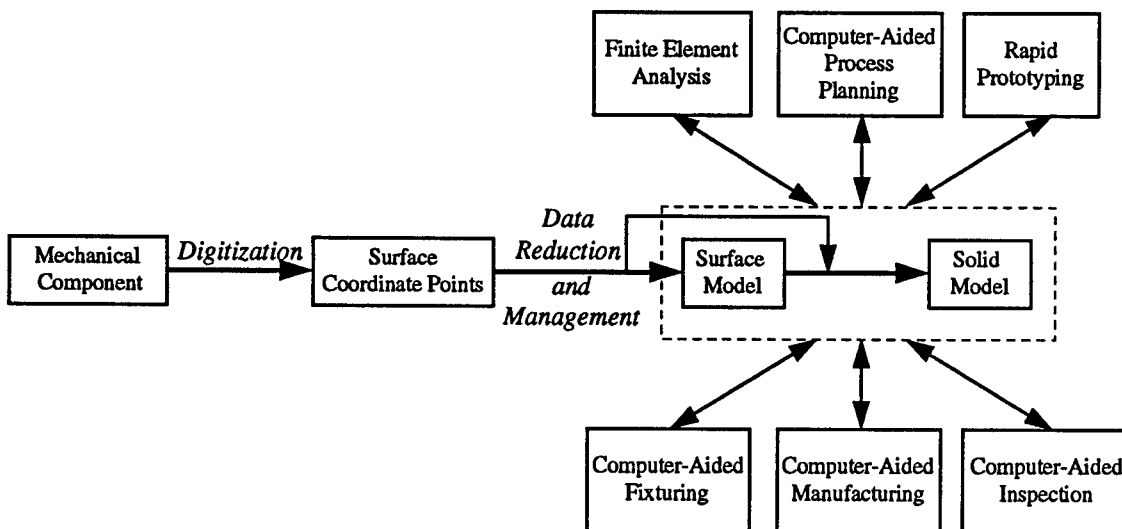 Finite Element
Analysis
Computer-Aided
Process
Planning
Rapid
Prototyping
Mechanical
Component
Digitization
Surface
Coordinate Points
Data
Reduction
and
Management
Surface
Model
Solid
Model
Computer-Aided
Fixturing
Computer-Aided
Manufacturing
Computer-Aided
Inspection